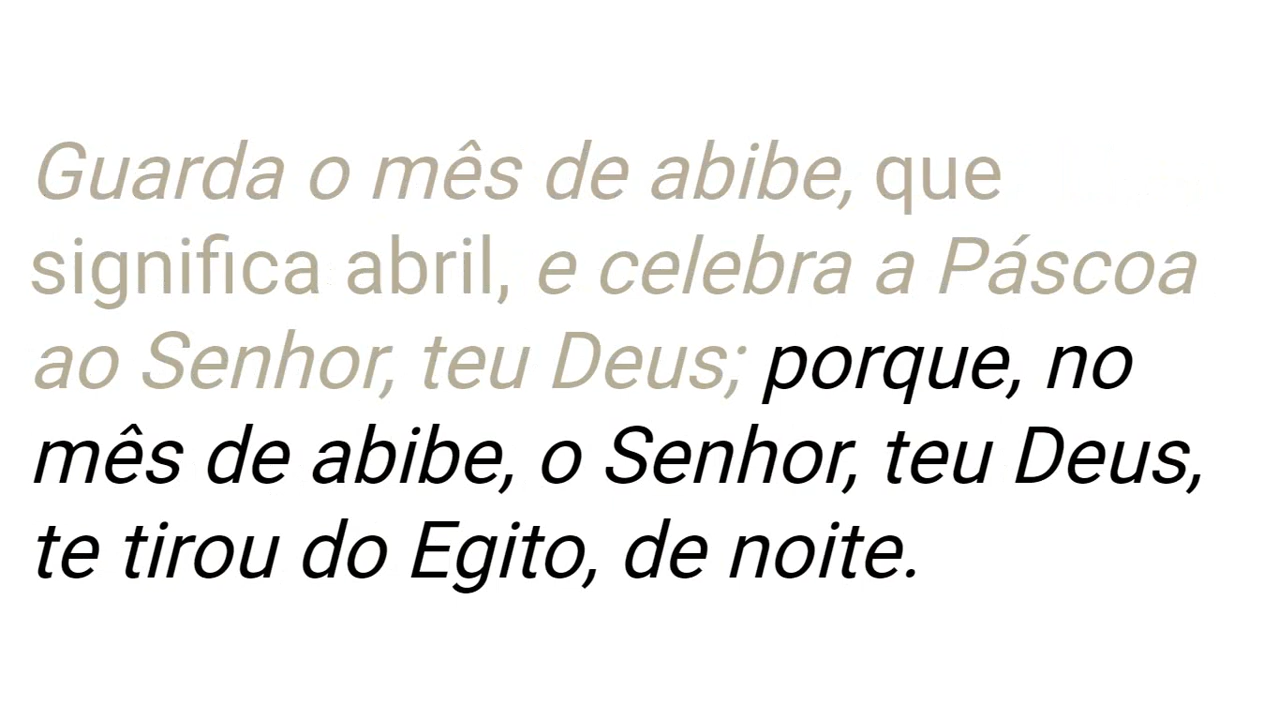 Guarda o mês de abibe, que
significa abril, e celebra a Páscoa
ao Senhor, teu Deus; porque, no
mês de abibe, o Senhor, teu Deus,
te tirou do Egito, de noite.